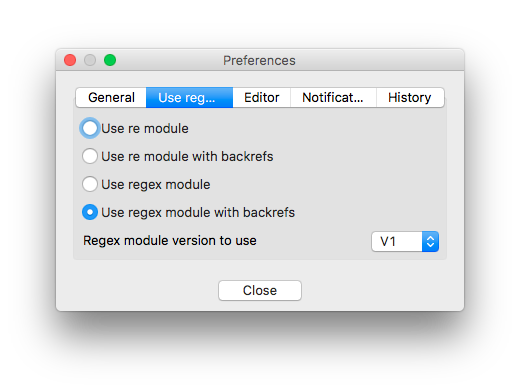 Preferences
General Use reg... Editor Notificat... History
Use re module
Use re module with backrefs
Use regex module
Use regex module with backrefs
Regex module version to use V1
Close